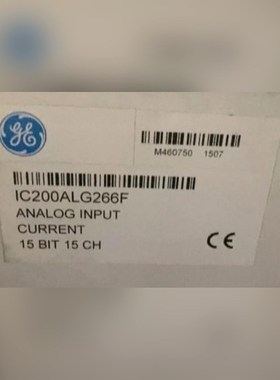 GE
M460750 1507
IC200ALG266F
ANALOG INPUT
CURRENT
15 BIT 15 CH
CE